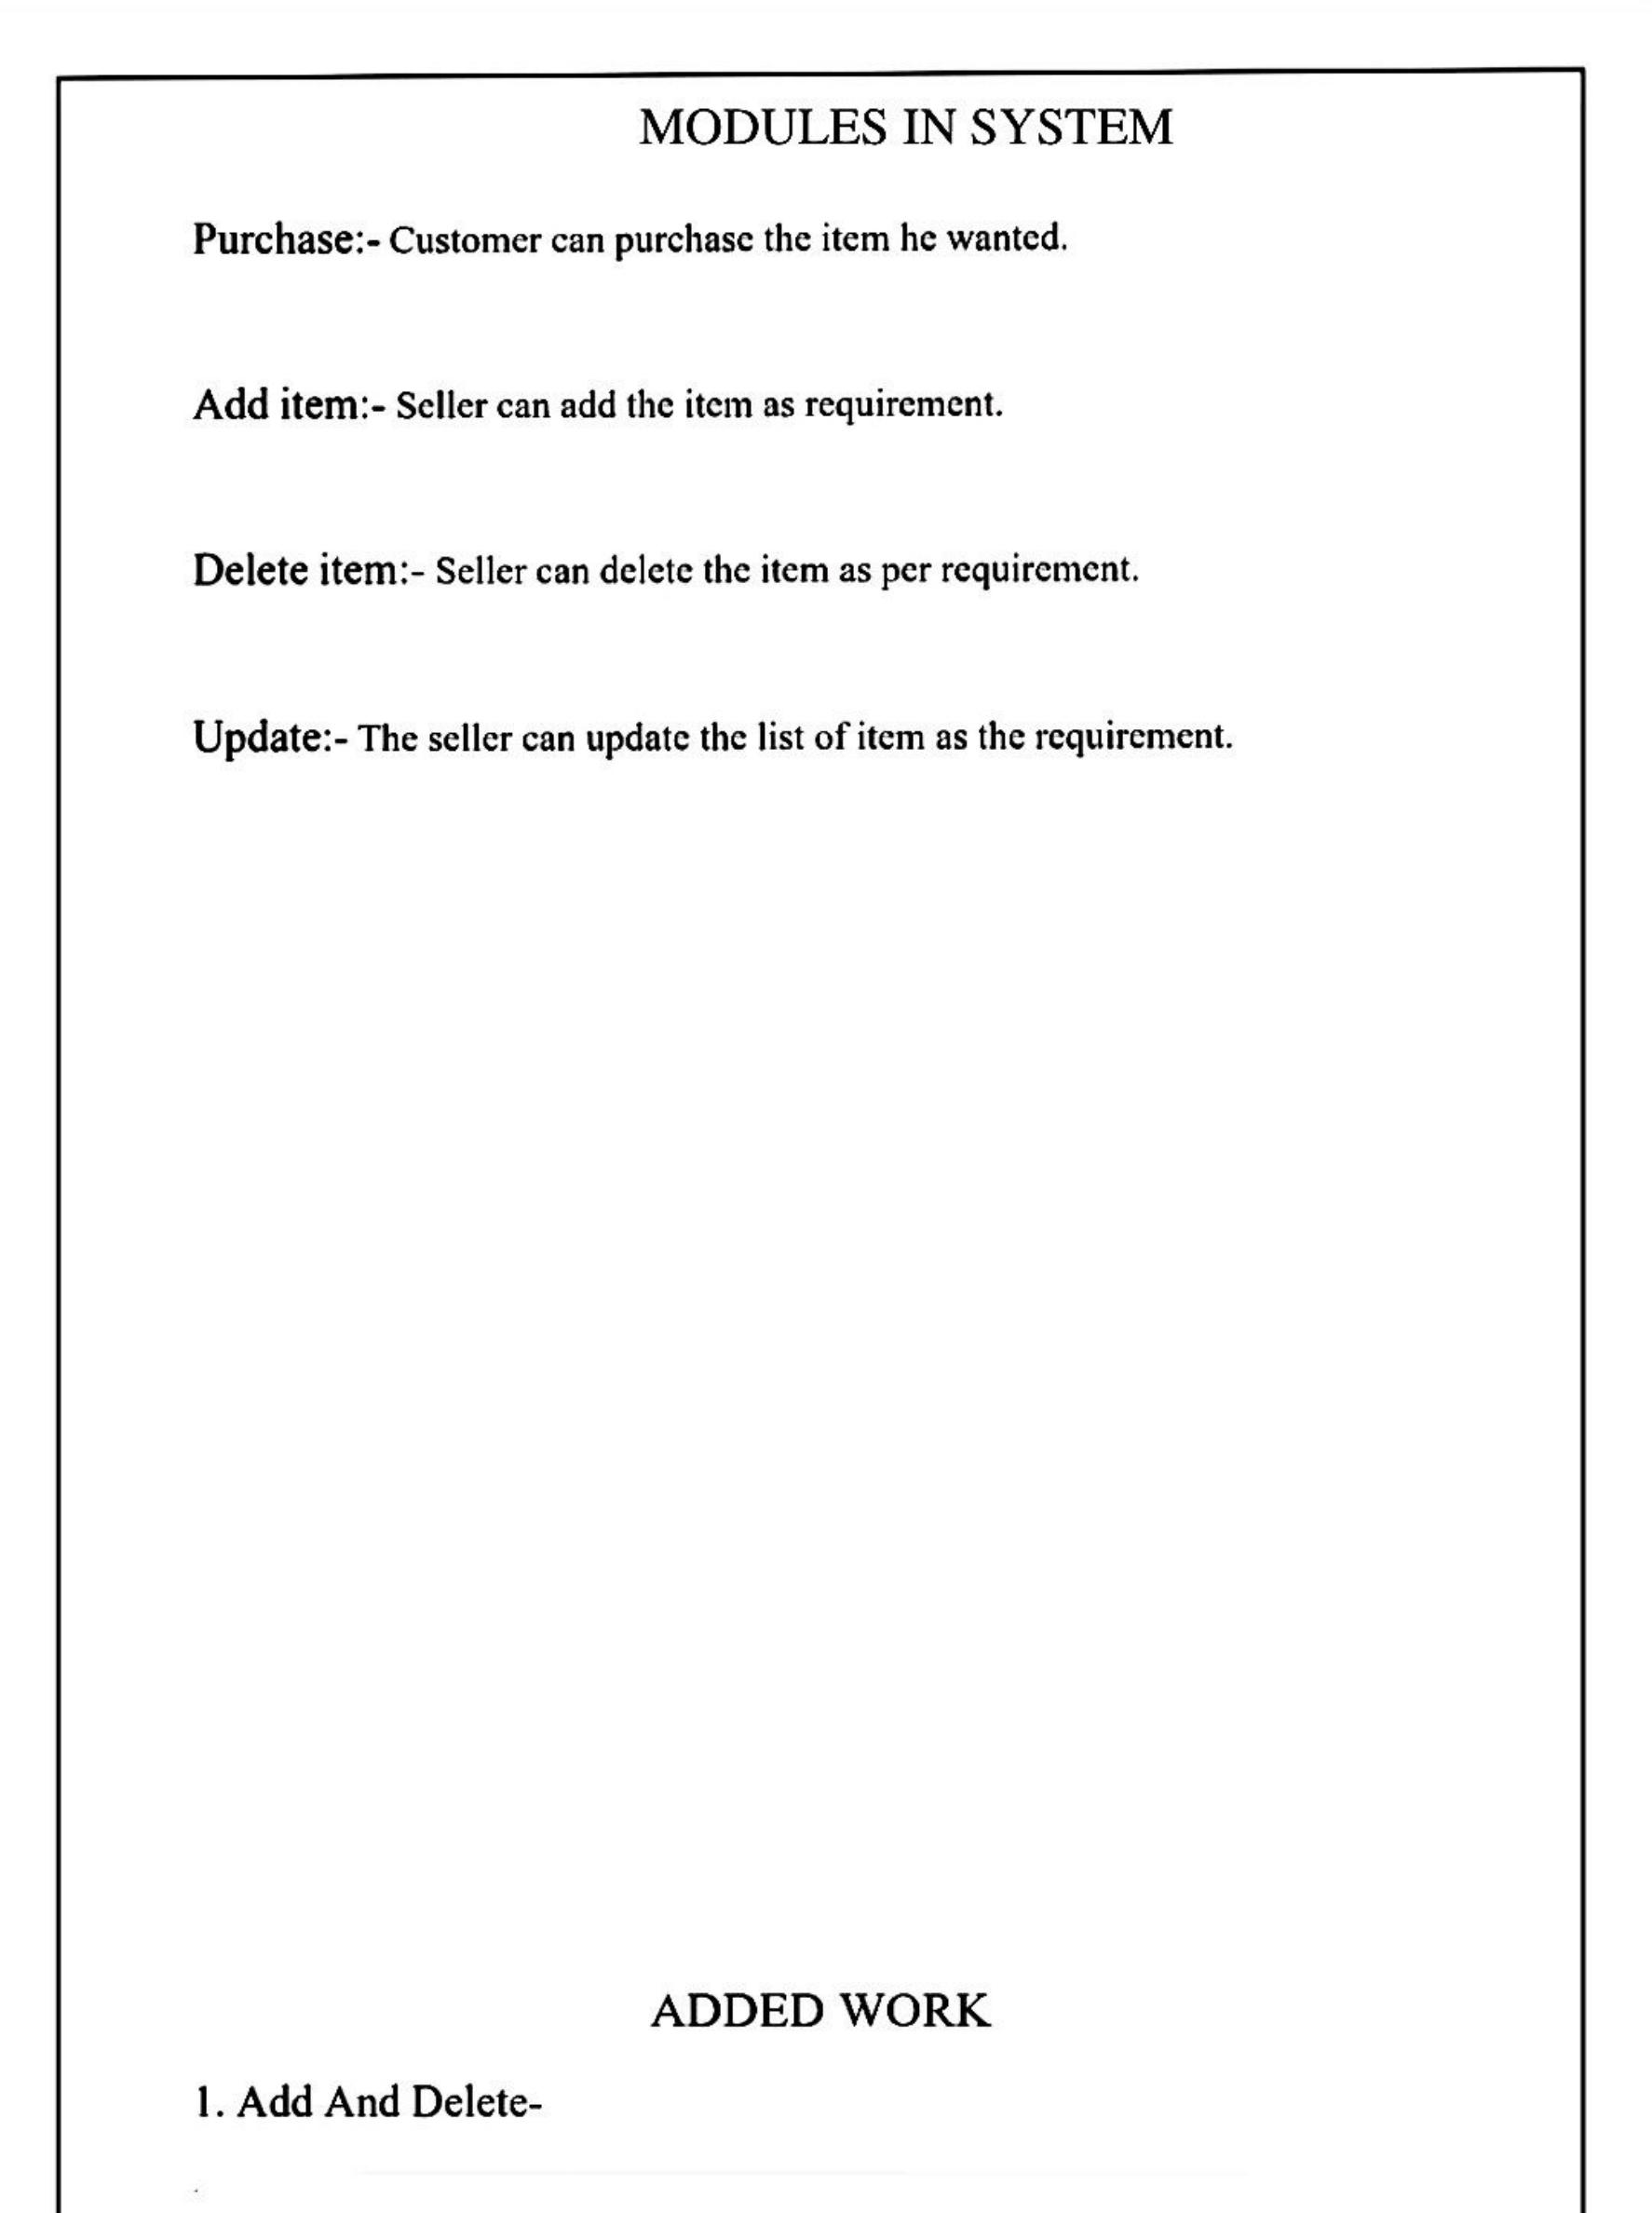 MODULES IN SYSTEM
Purchase:- Customer can purchase the item he wanted.
Add item:- Seller can add the item as requirement.
Delete item:- Seller can delete the item as per requirement.
Update:- The seller can update the list of item as the requirement.
ADDED WORK
1. Add And Delete-